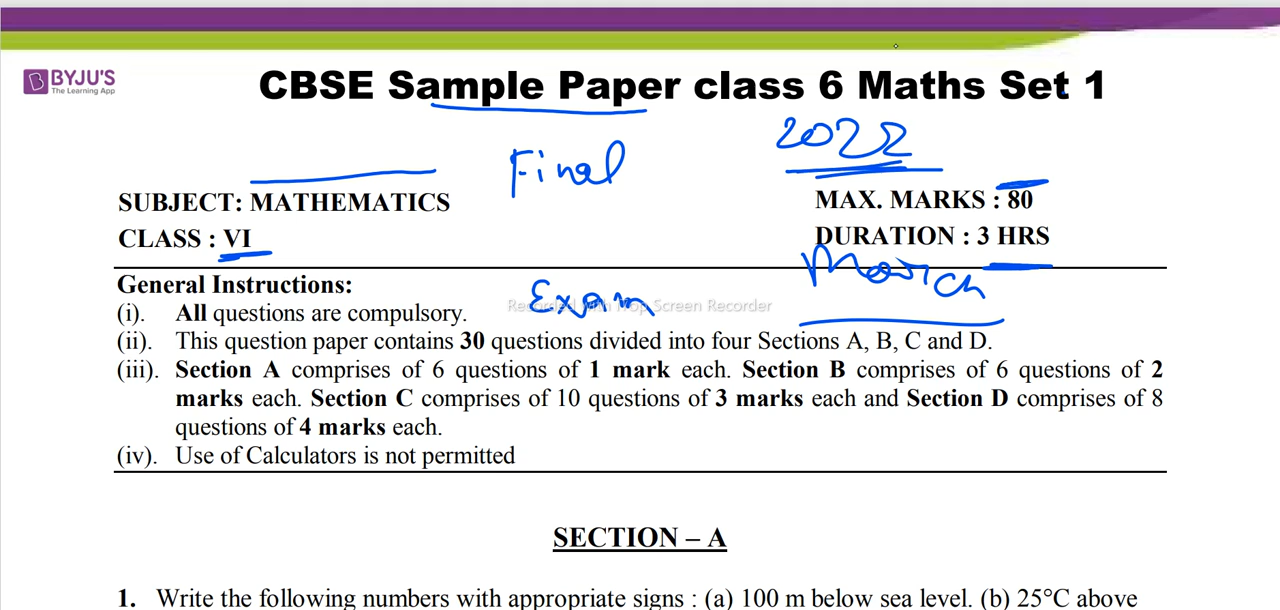 BYJU'S
The Learning App
CBSE Sample Paper class 6 Maths Set 1
2022
Final
SUBJECT: MATHEMATICS
MAX. MARKS : 80
CLASS : VI
DURATION : 3 HRS
March
General Instructions:
Exam
(i). All questions are compulsory.
Recorded with iTop Screen Recorder
(ii). This question paper contains 30 questions divided into four Sections A, B, C and D.
(iii). Section A comprises of 6 questions of 1 mark each. Section B comprises of 6 questions of 2
marks each. Section C comprises of 10 questions of 3 marks each and Section D comprises of 8
questions of 4 marks each.
(iv). Use of Calculators is not permitted
SECTION – A
1. Write the following numbers with appropriate signs : (a) 100 m below sea level. (b) 25°C above